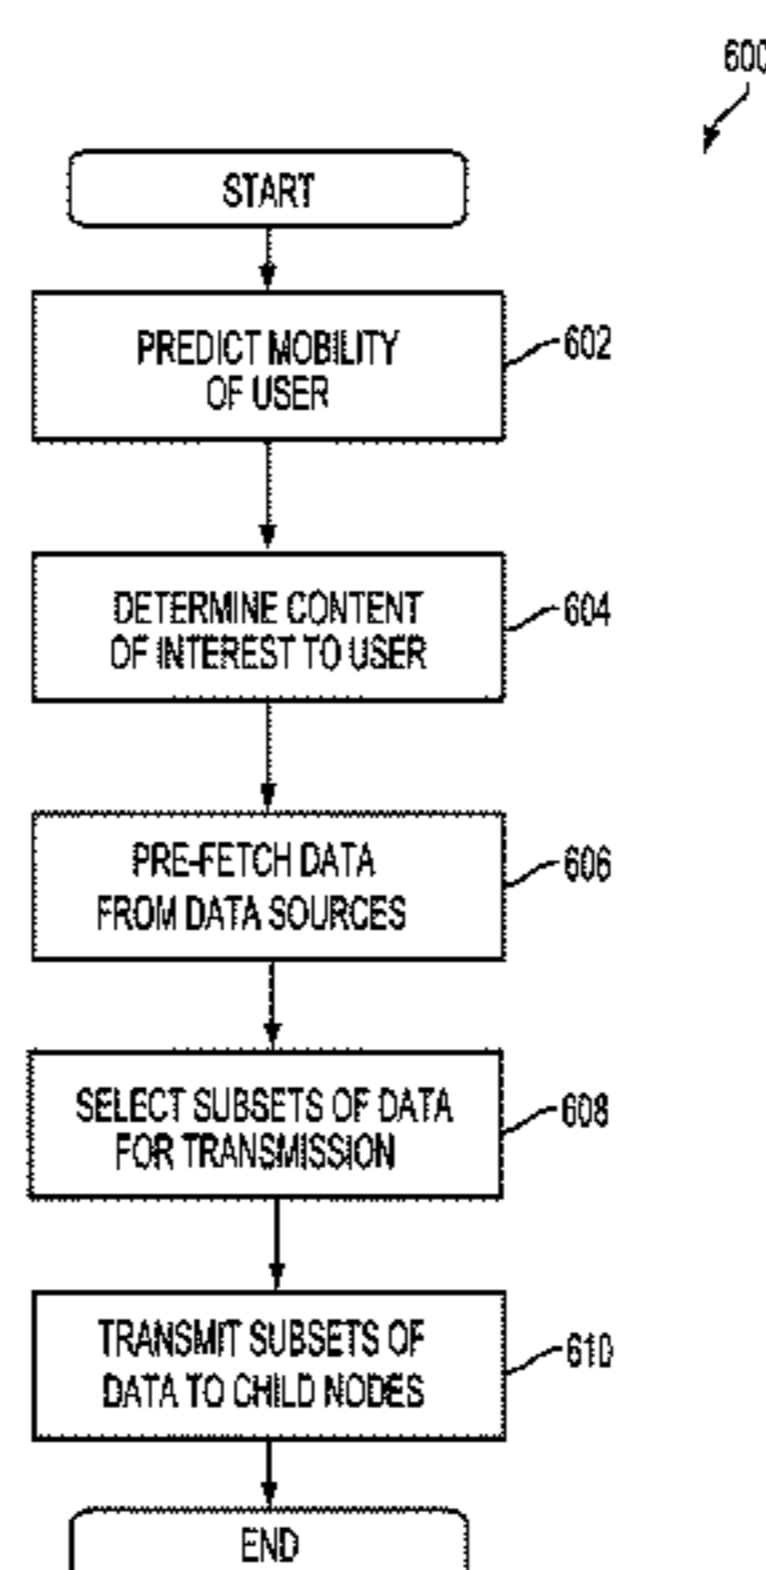 600
START
PREDICT MOBILITY
OF USER
602
DETERMINE CONTENT
OF INTEREST TO USER
604
PRE-FETCH DATA
FROM DATA SOURCES
606
SELECT SUBSETS OF DATA
FOR TRANSMISSION
608
TRANSMIT SUBSETS OF
DATA TO CHILD NODES
610
END